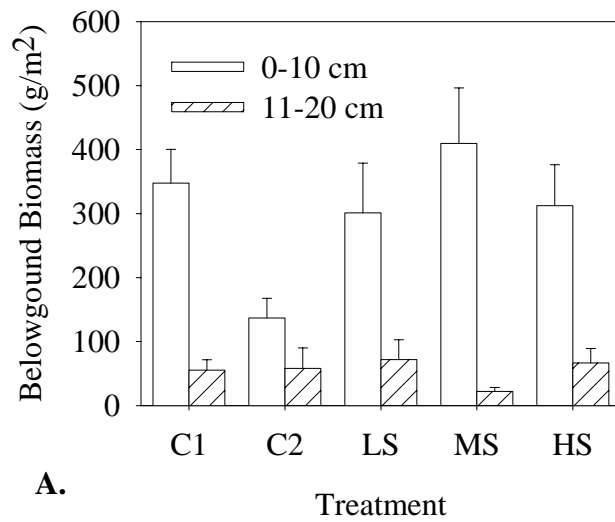 600
500
400
300
200
100
0
Belowgound Biomass (g/m²)
0-10 cm
11-20 cm
C1 C2 LS MS HS
A.
Treatment